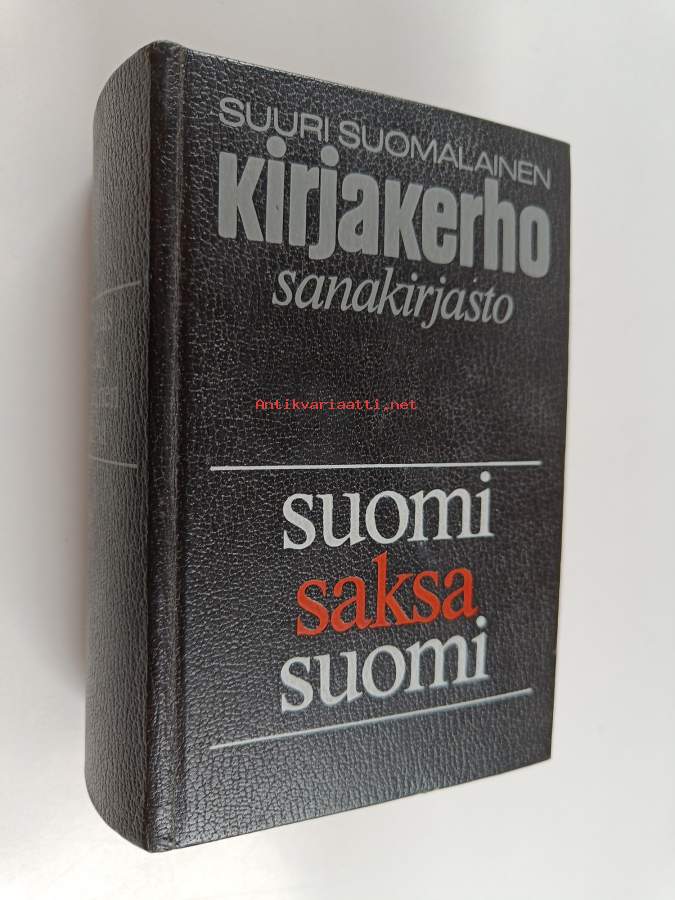 SUURI SUOMALAINEN
kirjakerho
sanakirjasto
Antikvariaatti.net
suomi
saksa
suomi